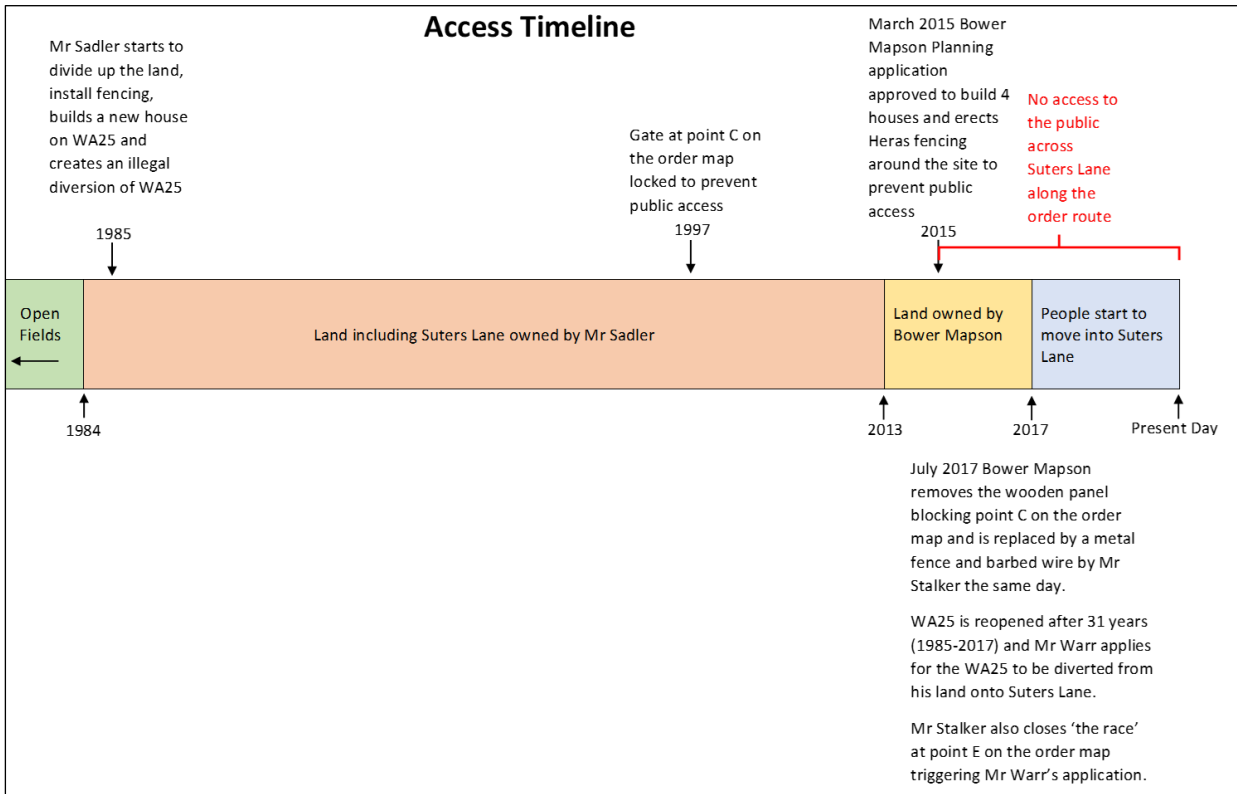 Access Timeline
Mr Sadler starts to
divide up the land,
install fencing,
builds a new house
on WA25 and
creates an illegal
diversion of WA25
1985
Gate at point C on
the order map
locked to prevent
public access
1997
March 2015 Bower
Mapson Planning
application
approved to build 4
houses and erects
Heras fencing
around the site to
prevent public
access
2015
No access to
the public
across
Suters Lane
along the
order route
Open
Fields
Land including Suters Lane owned by Mr Sadler
Land owned by
Bower Mapson
People start to
move into Suters
Lane
1984
2013
2017
Present Day
July 2017 Bower Mapson
removes the wooden panel
blocking point C on the order
map and is replaced by a metal
fence and barbed wire by Mr
Stalker the same day.
WA25 is reopened after 31 years
(1985-2017) and Mr Warr applies
for the WA25 to be diverted from
his land onto Suters Lane.
Mr Stalker also closes ‘the race’
at point E on the order map
triggering Mr Warr’s application.